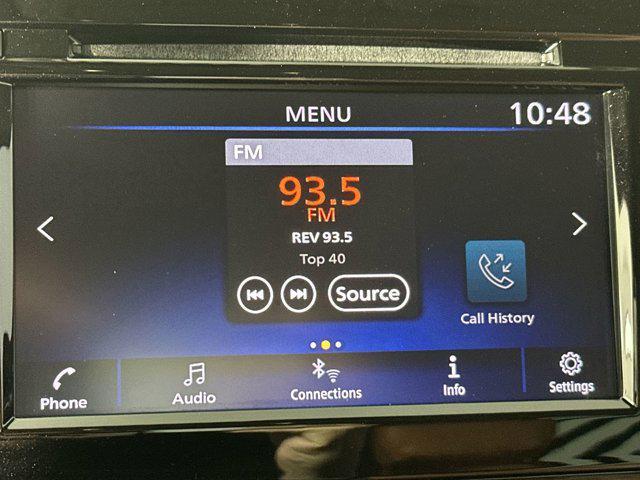 MENU
10:48
FM
93.5
FM
REV 93.5
Top 40
Source
Call History
Phone
Audio
Connections
Info
Settings